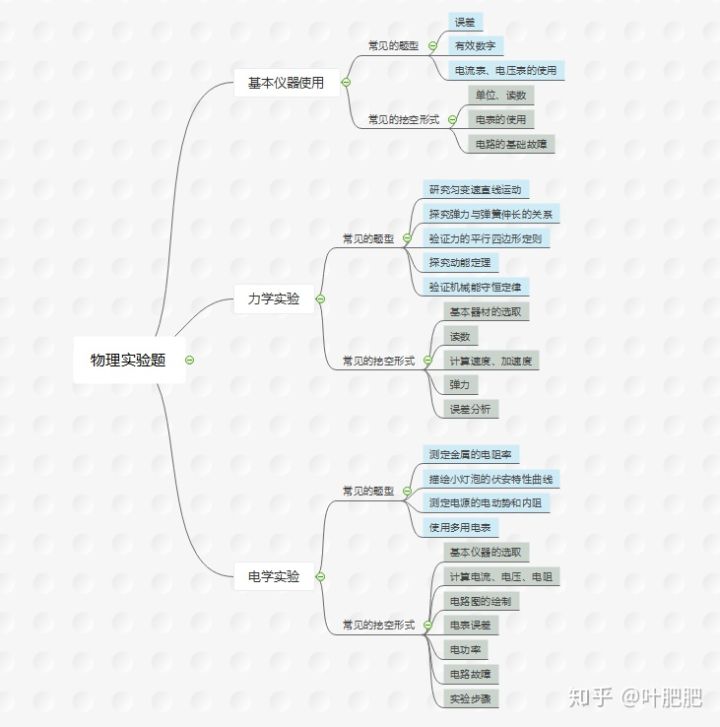 物理实验题
基本仪器使用
常见的题型
误差
有效数字
电流表、电压表的使用
常见的挖空形式
单位、读数
电表的使用
电路的基础故障
力学实验
常见的题型
研究匀变速直线运动
探究弹力与弹簧伸长的关系
验证力的平行四边形定则
探究动能定理
验证机械能守恒定律
常见的挖空形式
基本器材的选取
读数
计算速度、加速度
弹力
误差分析
电学实验
常见的题型
测定金属的电阻率
描绘小灯泡的伏安特性曲线
测定电源的电动势和内阻
使用多用电表
常见的挖空形式
基本仪器的选取
计算电流、电压、电阻
电路图的绘制
电表误差
电功率
电路故障
实验步骤
知乎 @叶肥肥